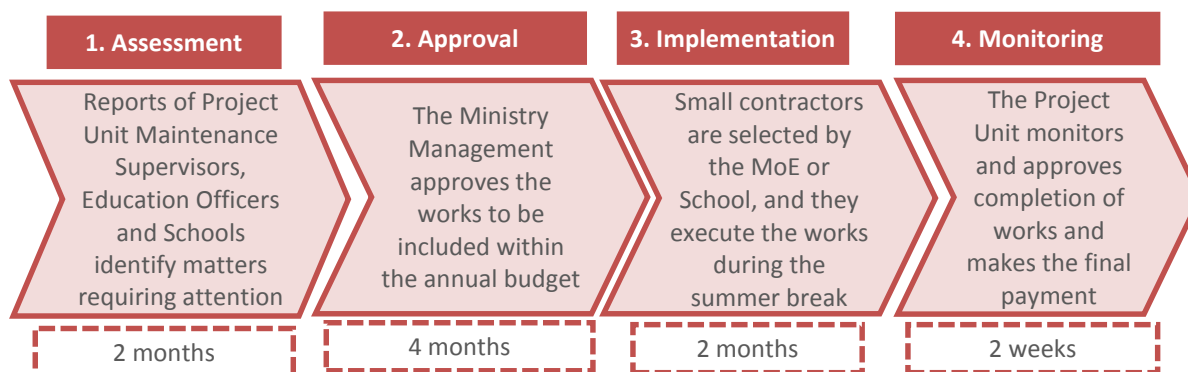 1. Assessment
Reports of Project
Unit Maintenance
Supervisors,
Education Officers
and Schools
identify matters
requiring attention
2 months
2. Approval
The Ministry
Management
approves the
works to be
included within
the annual budget
4 months
3. Implementation
Small contractors
are selected by
the MoE or
School, and they
execute the works
during the
summer break
2 months
4. Monitoring
The Project
Unit monitors
and approves
completion of
works and
makes the final
payment
2 weeks